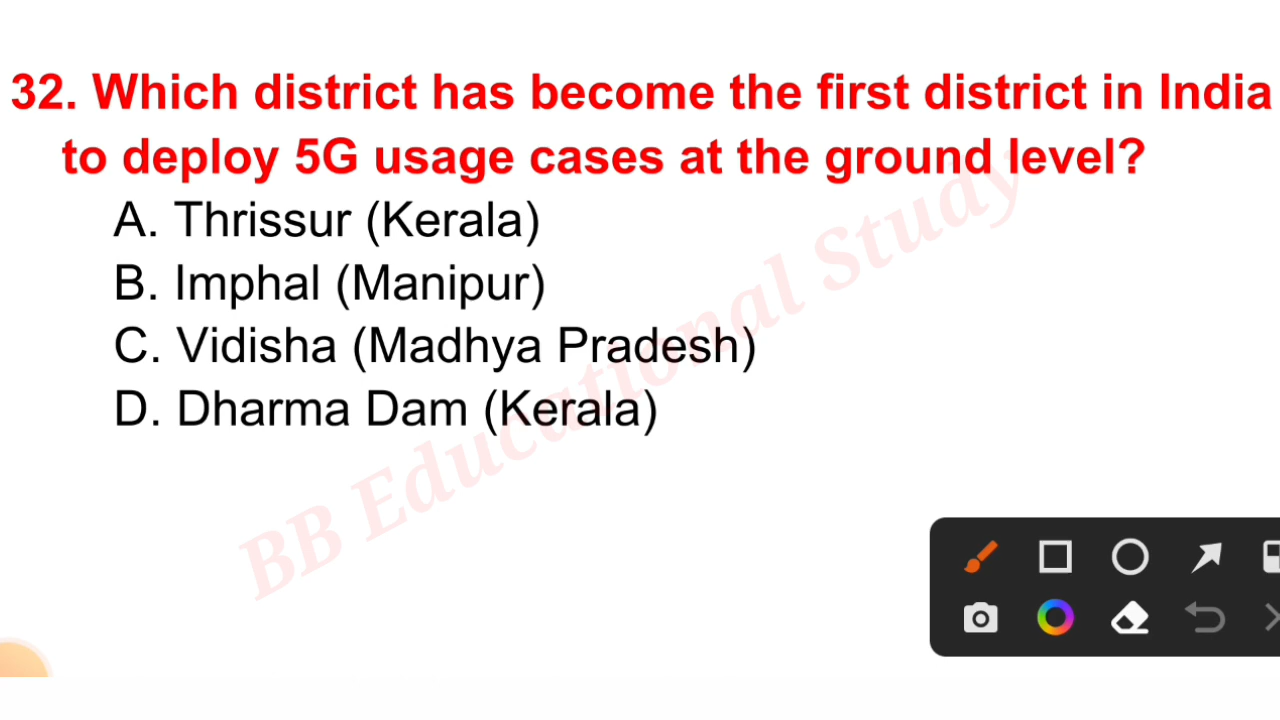 32. Which district has become the first district in India
to deploy 5G usage cases at the ground level?
A. Thrissur (Kerala)
B. Imphal (Manipur)
C. Vidisha (Madhya Pradesh)
D. Dharma Dam (Kerala)
BB Educational Study